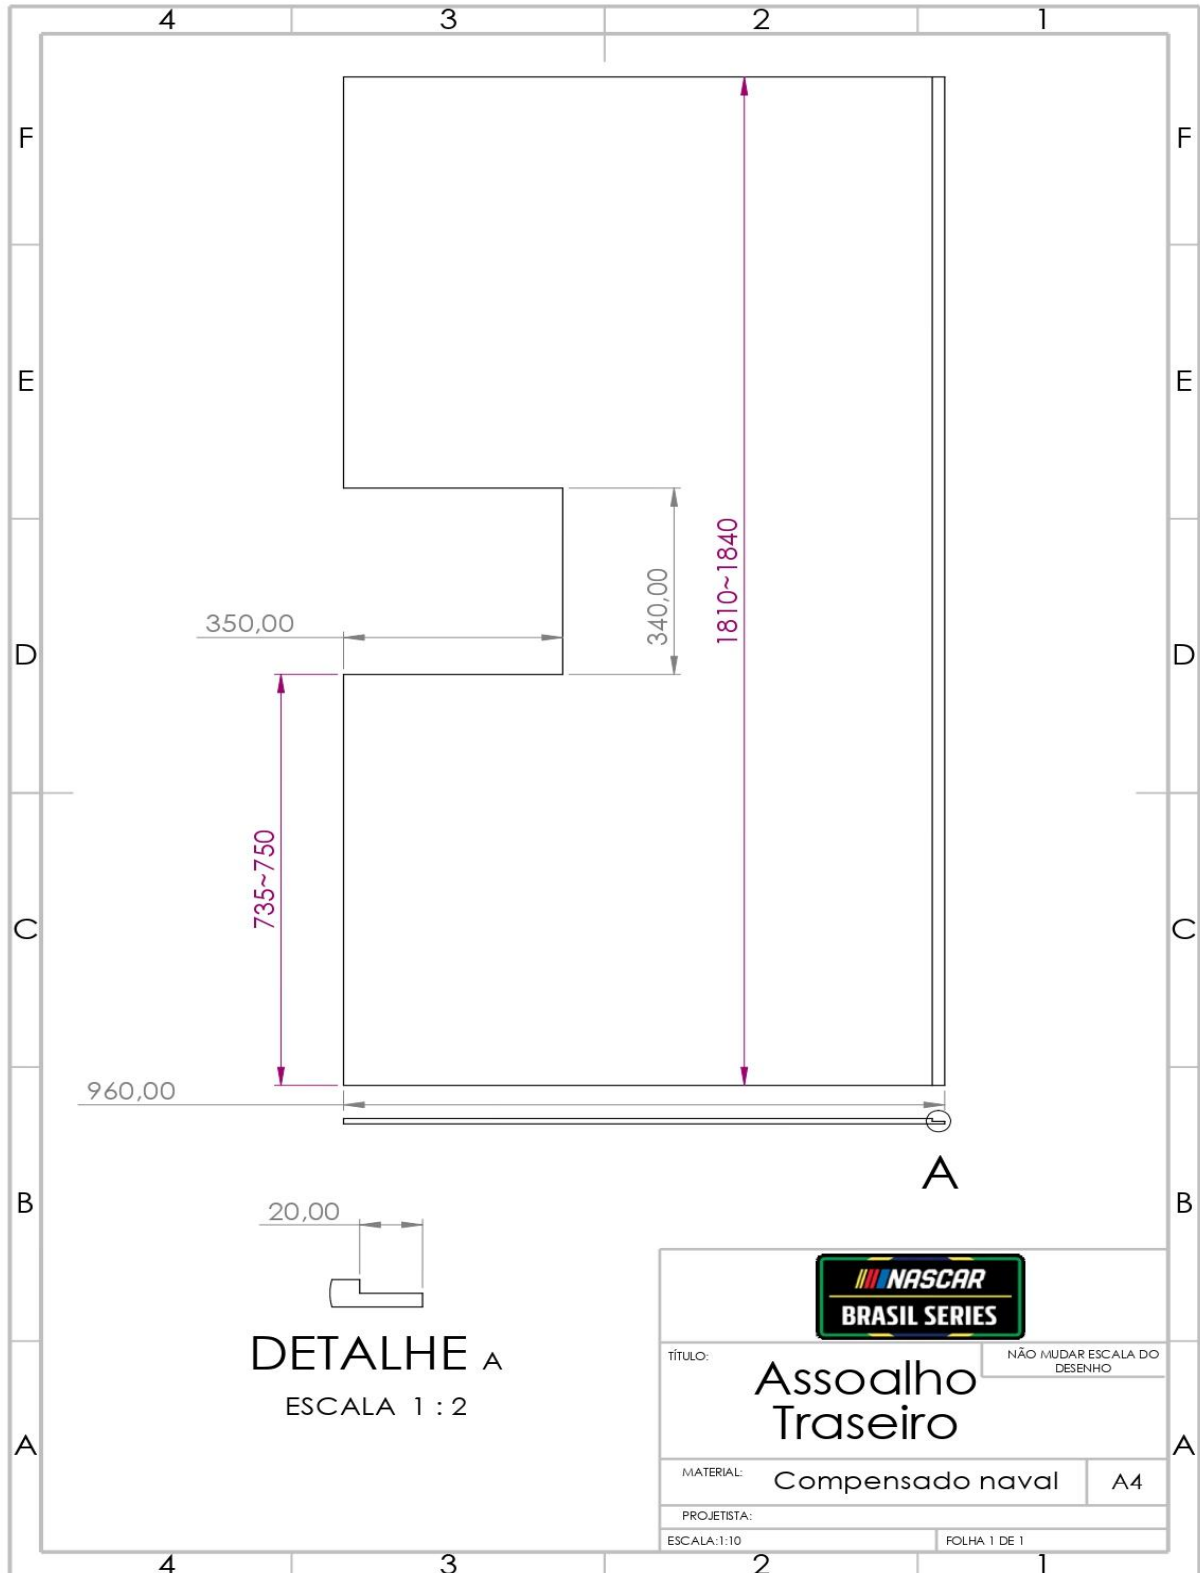 4 3 2 1
F F
E E
1810~1840
340,00
350,00
D D
735~750
C C
960,00
A
B B
20,00
NASCAR
BRASIL SERIES
DETALHE A
ESCALA 1 : 2
TÍTULO:
NÃO MUDAR ESCALA DO
DESENHO
Assoalho
Traseiro
A A
MATERIAL: Compensado naval A4
PROJETISTA:
ESCALA:1:10 FOLHA 1 DE 1
4 3 2 1